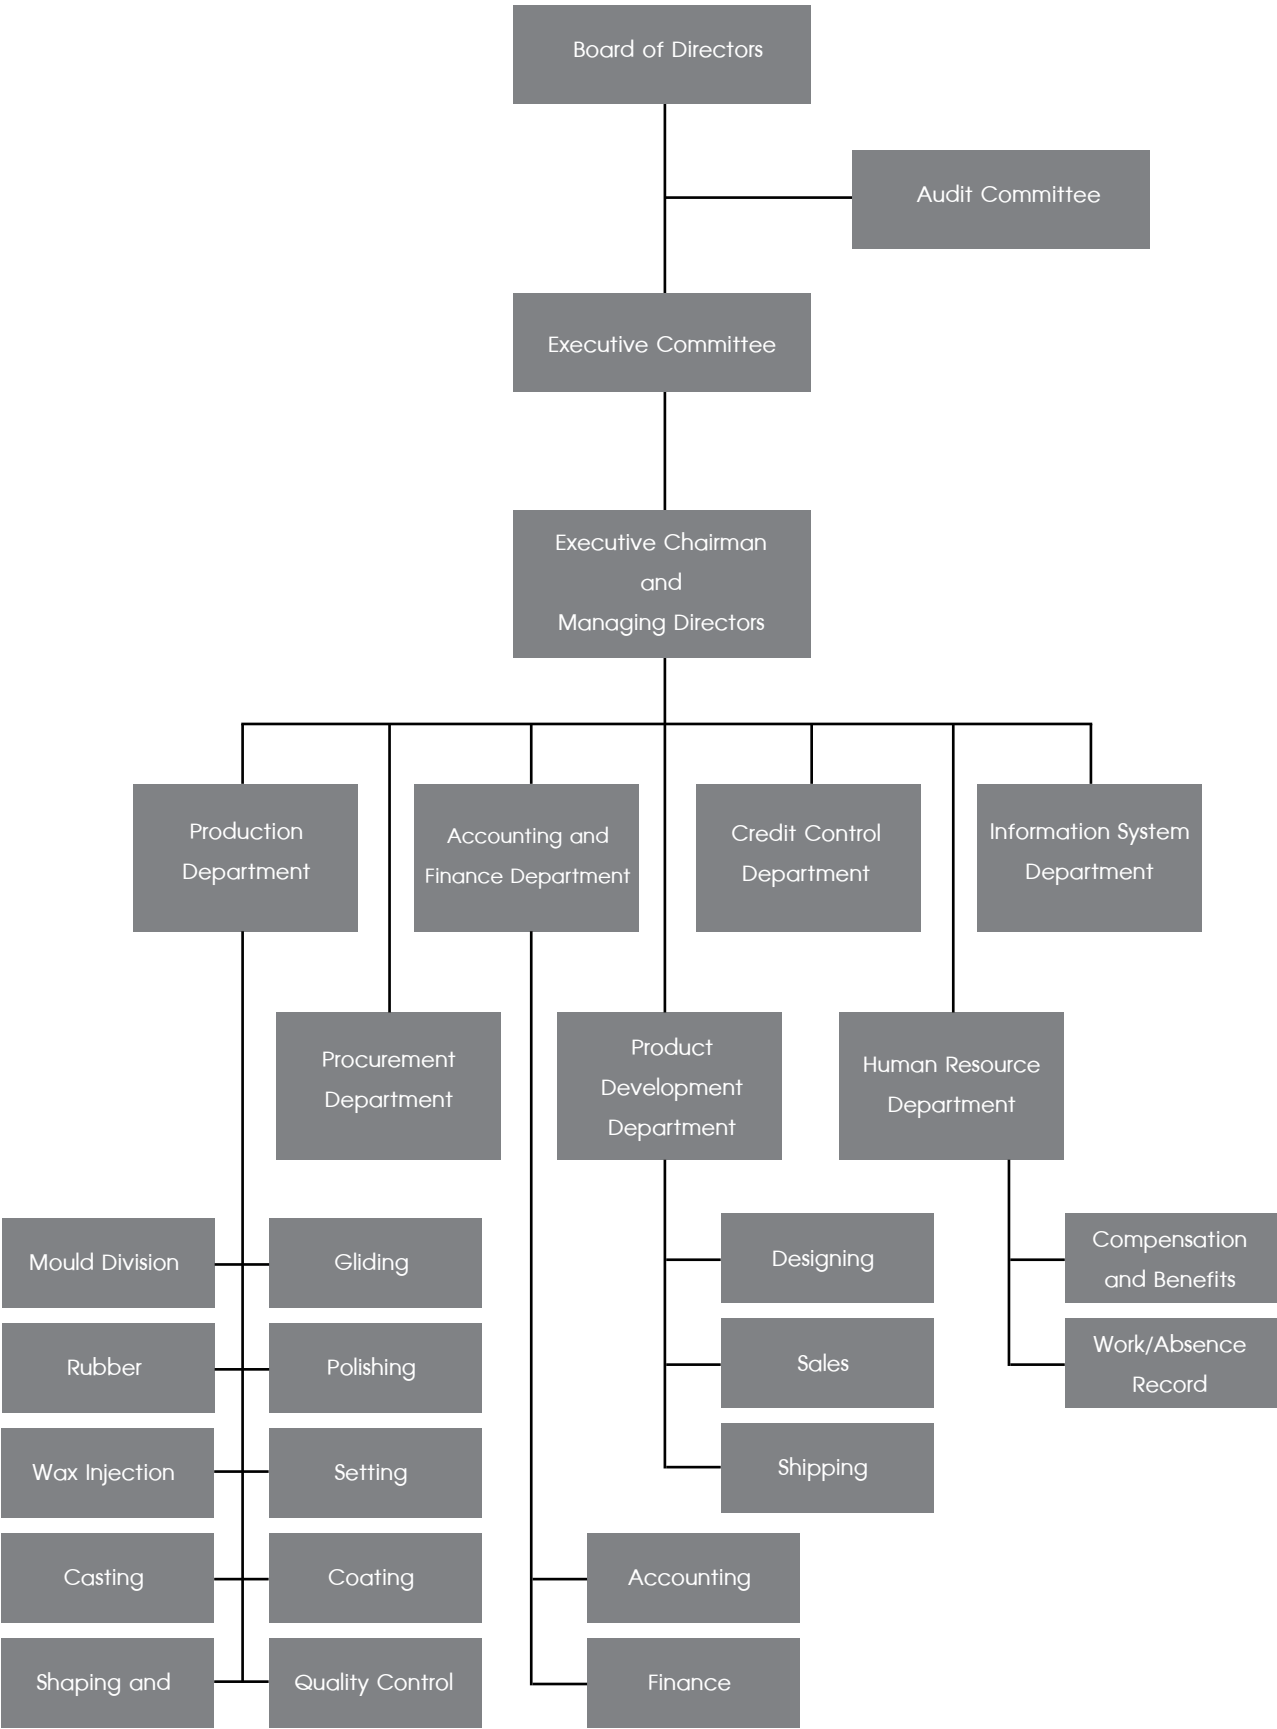 Board of Directors
Audit Committee
Executive Committee
Executive Chairman
and
Managing Directors
Production
Department
Accounting and
Finance Department
Credit Control
Department
Information System
Department
Procurement
Department
Product
Development
Department
Human Resource
Department
Mould Division
Gliding
Designing
Compensation
and Benefits
Rubber
Polishing
Sales
Work/Absence
Record
Wax Injection
Setting
Shipping
Casting
Coating
Accounting
Shaping and
Quality Control
Finance